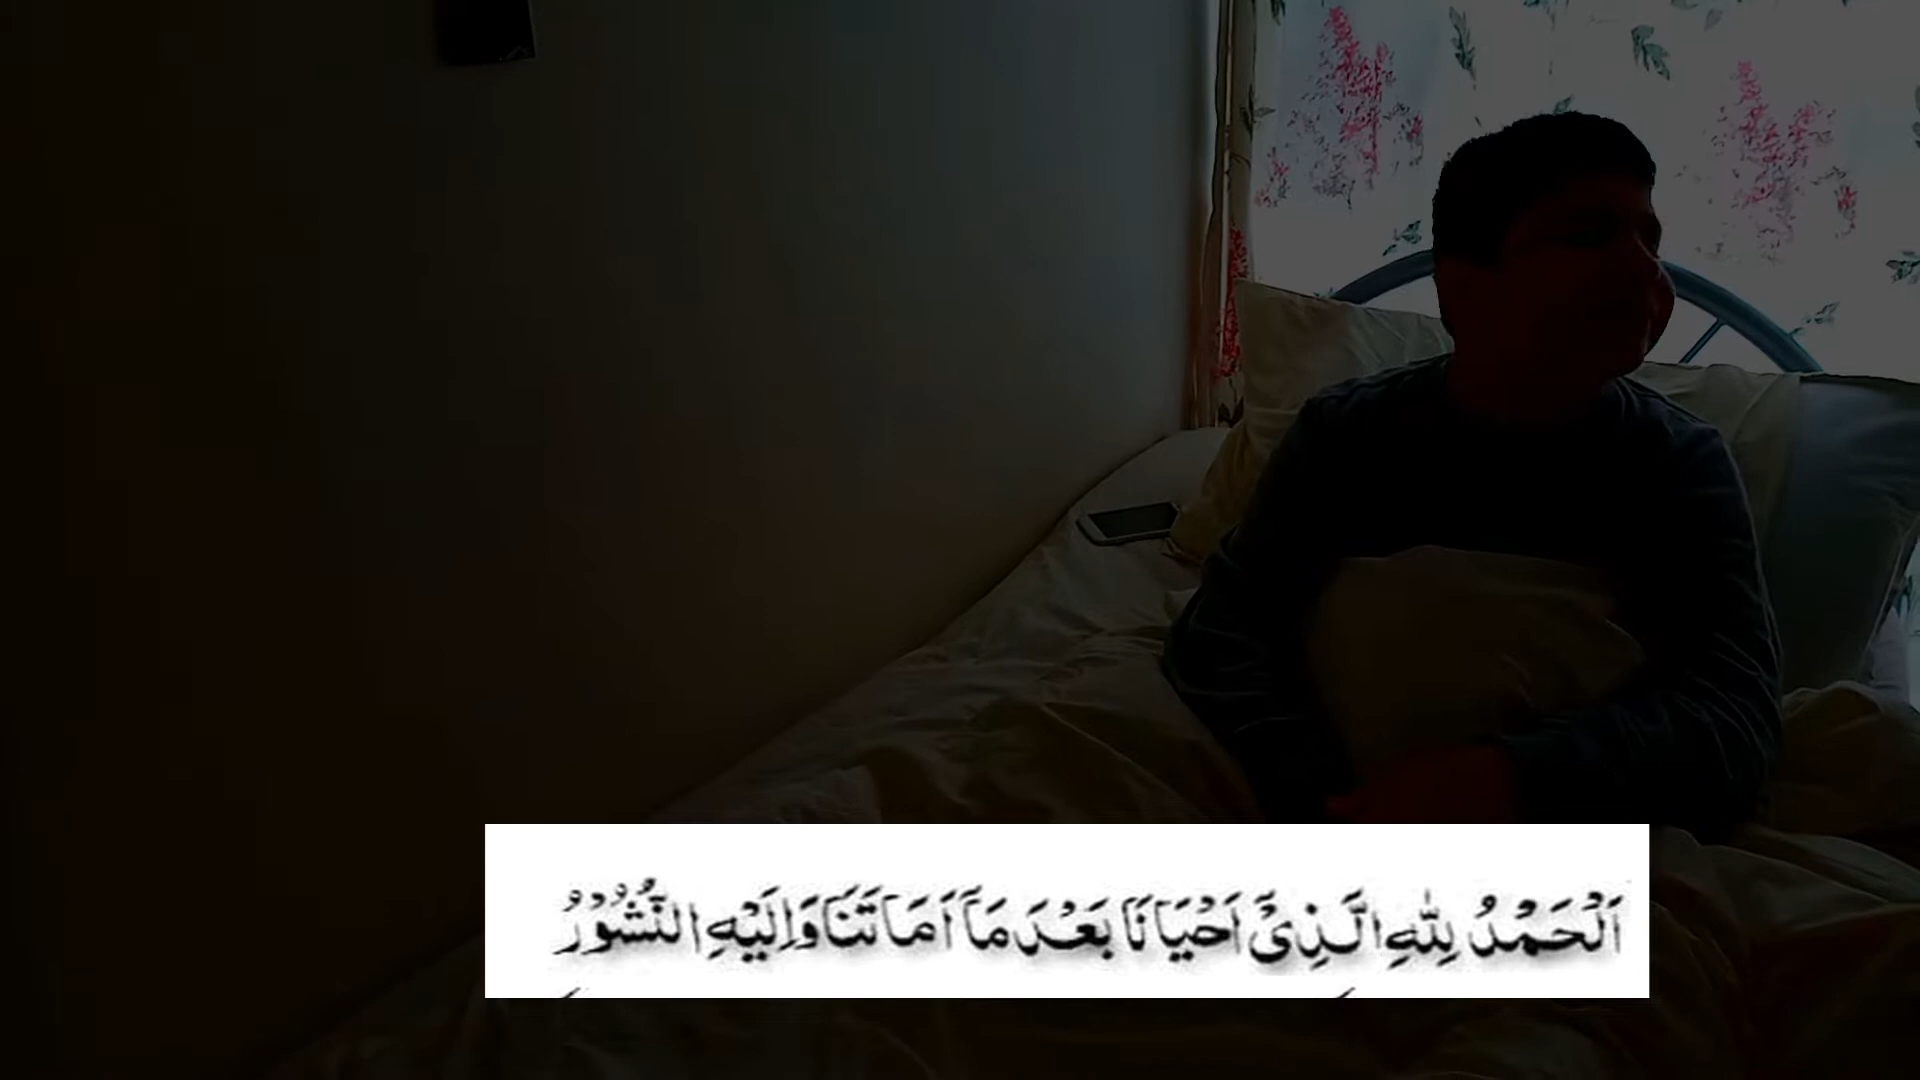 اَلْحَمْدُ لِلّٰهِ الَّذِیْٓ اَحْیَانَا بَعْدَ مَآ اَمَاتَنَا وَاِلَیْهِ النُّشُوْرُ